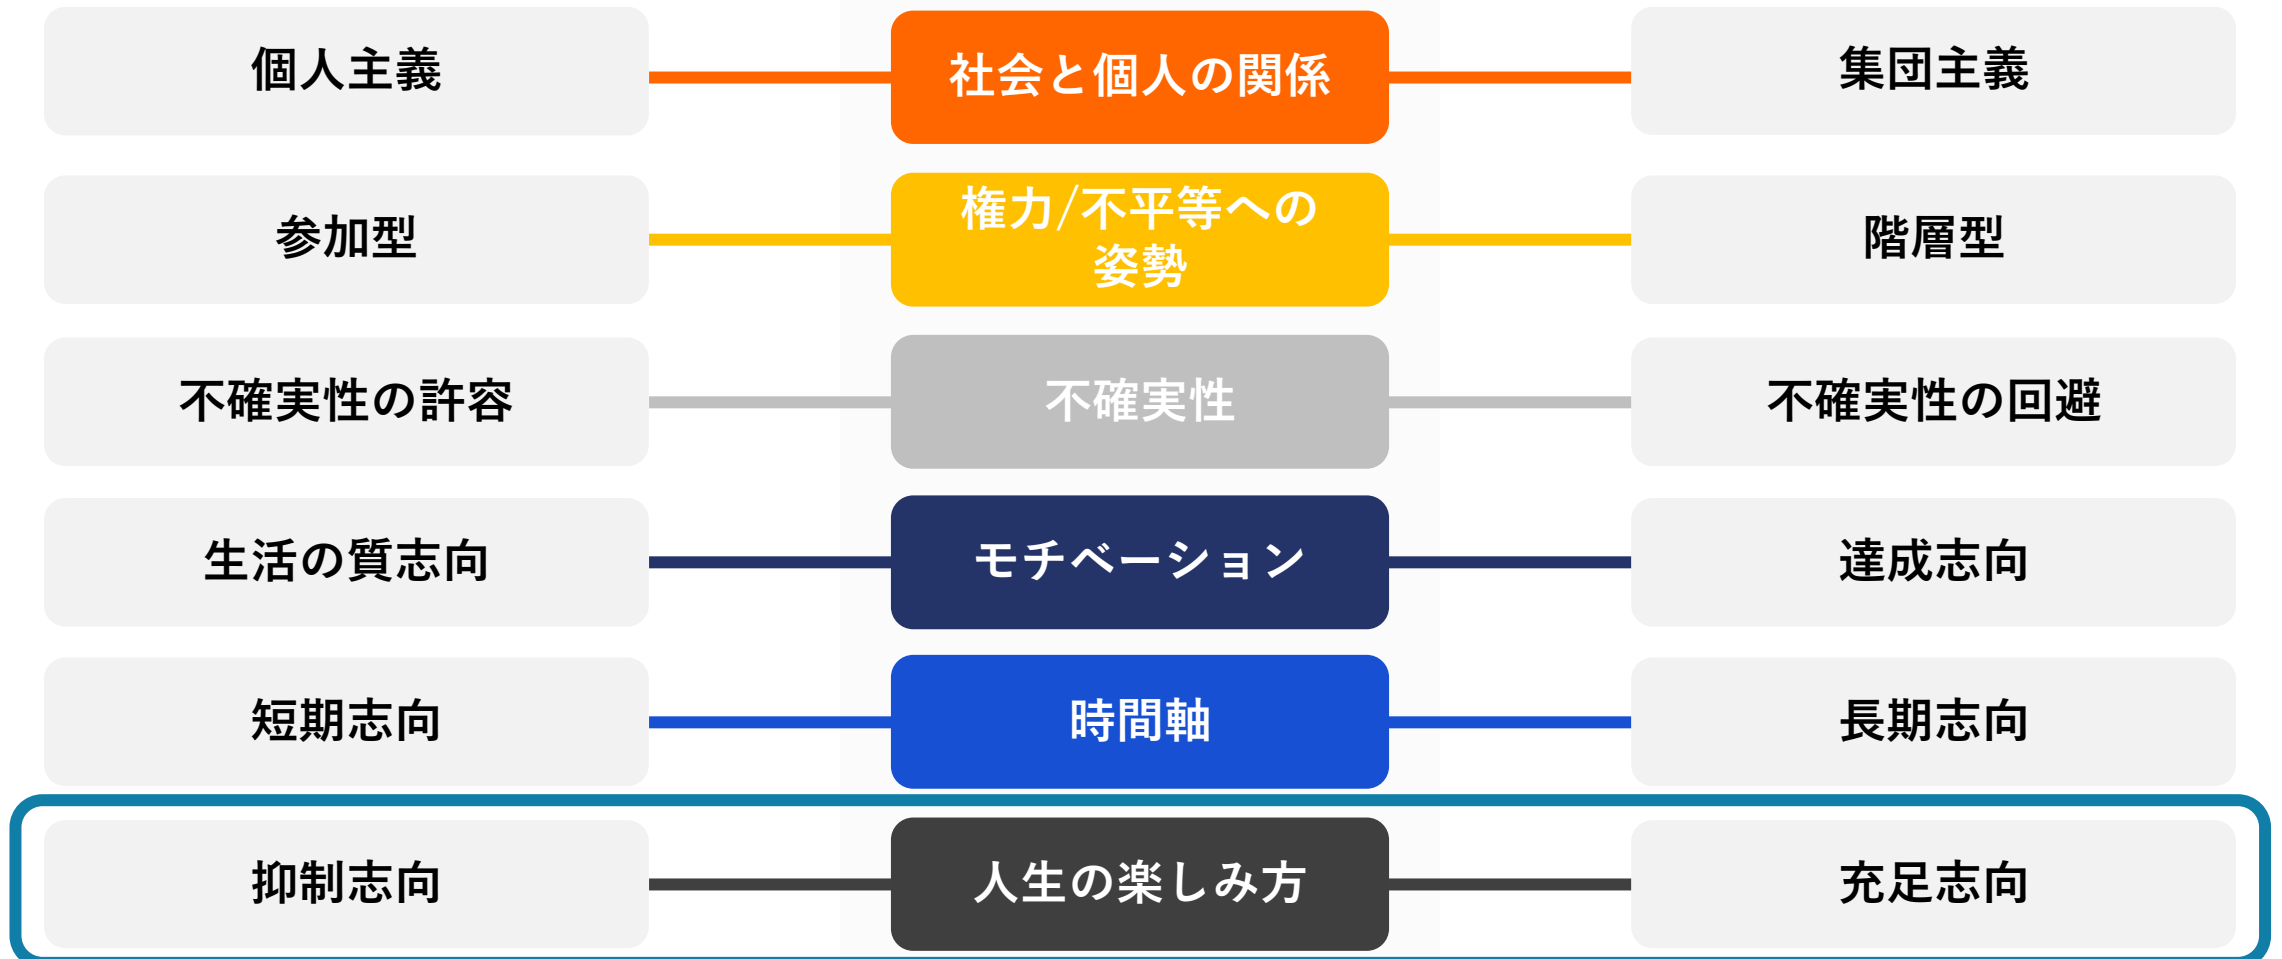 個人主義
社会と個人の関係
集団主義
参加型
権力/不平等への
姿勢
階層型
不確実性の許容
不確実性
不確実性の回避
生活の質志向
モチベーション
達成志向
短期志向
時間軸
長期志向
抑制志向
人生の楽しみ方
充足志向